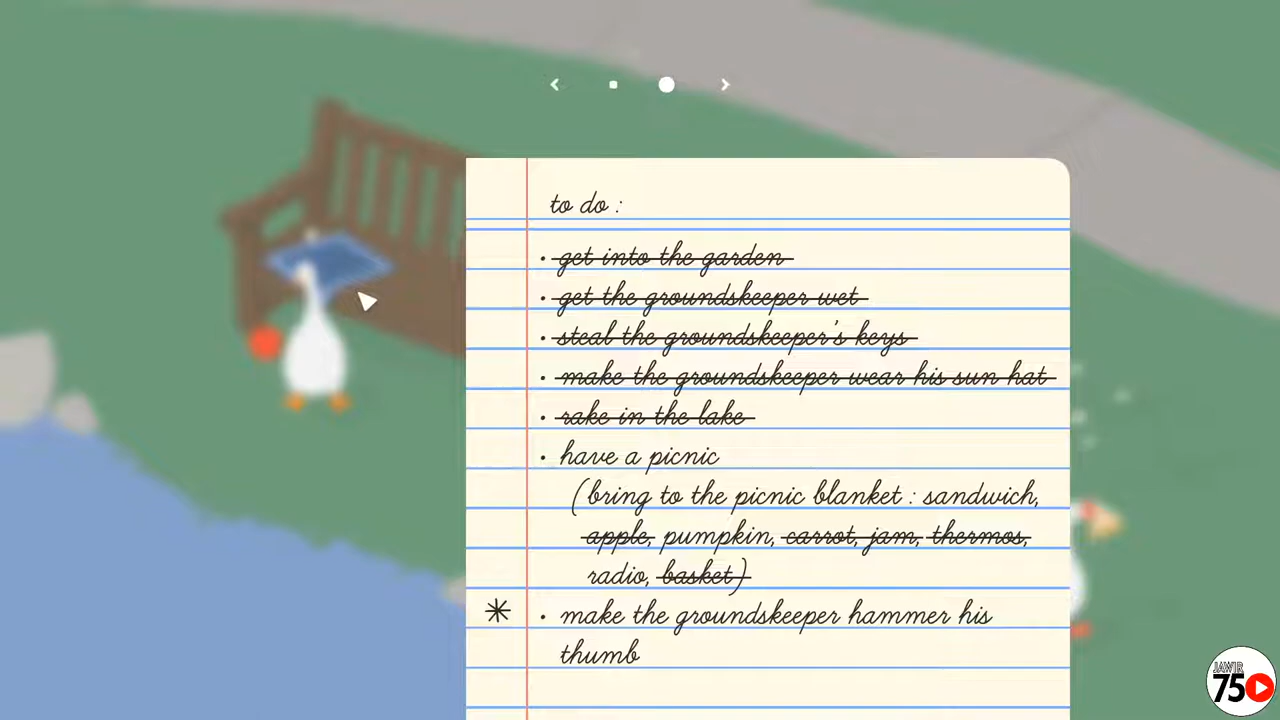 to do :
• get into the garden
• get the groundskeeper wet
• steal the groundskeeper's keys
• make the groundskeeper wear his sun hat
• rake in the lake
• have a picnic
(bring to the picnic blanket : sandwich,
apple, pumpkin, carrot, jam, thermos,
radio, basket)
* • make the groundskeeper hammer his
thumb
JAWIR
75